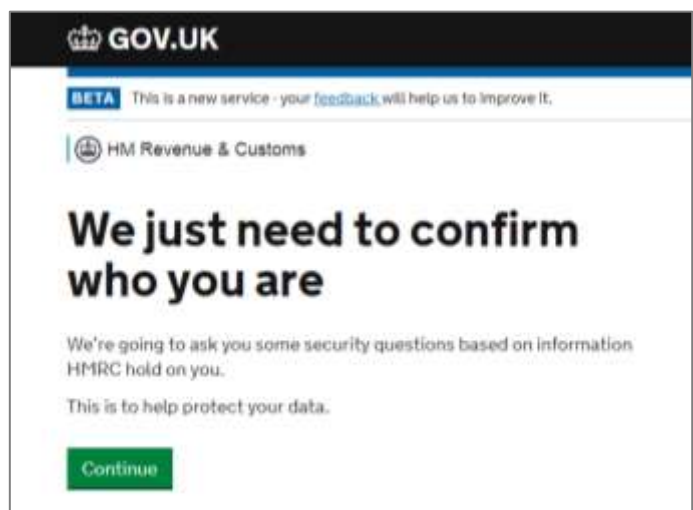 GOV.UK
BETA This is a new service - your feedback will help us to improve it.
HM Revenue & Customs
We just need to confirm
who you are
We're going to ask you some security questions based on information
HMRC hold on you.
This is to help protect your data.
Continue